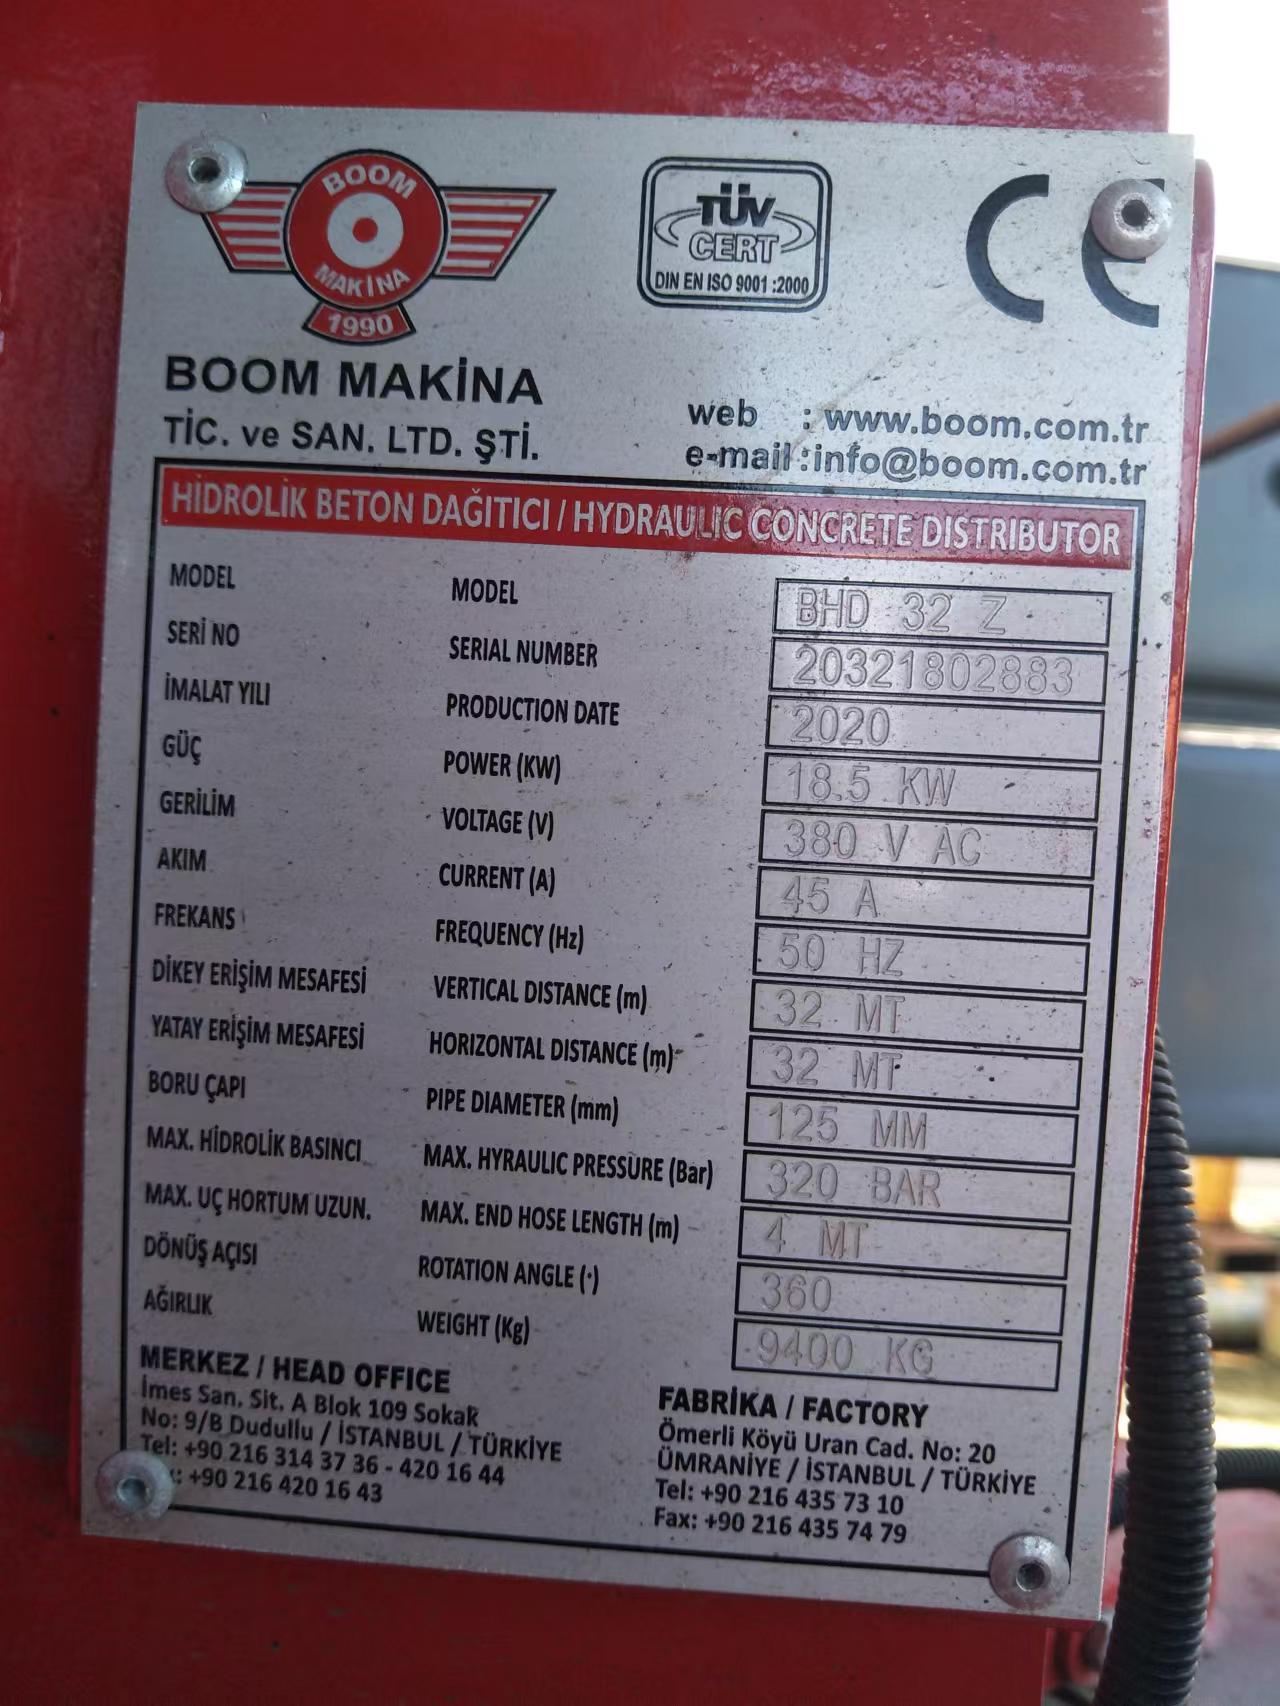 BOOM
MAKİNA
1990
TÜV
CERT
DIN EN ISO 9001 :2000
CE
BOOM MAKİNA
TİC. ve SAN. LTD. ŞTİ.
web : www.boom.com.tr
e-mail :info@boom.com.tr
HİDROLİK BETON DAĞITICI / HYDRAULIC CONCRETE DISTRIBUTOR
MODEL MODEL BHD 32 Z
SERİ NO SERIAL NUMBER 20321802883
İMALAT YILI PRODUCTION DATE 2020
GÜÇ POWER (KW) 18.5 KW
GERİLİM VOLTAGE (V) 380 V AC
AKIM CURRENT (A) 45 A
FREKANS FREQUENCY (Hz) 50 HZ
DİKEY ERİŞİM MESAFESİ VERTICAL DISTANCE (m) 32 MT
YATAY ERİŞİM MESAFESİ HORIZONTAL DISTANCE (m) 32 MT
BORU ÇAPI PIPE DIAMETER (mm) 125 MM
MAX. HİDROLİK BASINCI MAX. HYRAULIC PRESSURE (Bar) 320 BAR
MAX. UÇ HORTUM UZUN. MAX. END HOSE LENGTH (m) 4 MT
DÖNÜŞ AÇISI ROTATION ANGLE (·) 360
AĞIRLIK WEIGHT (Kg) 9400 KG
MERKEZ / HEAD OFFICE
İmes San. Sit. A Blok 109 Sokak
No: 9/B Dudullu / İSTANBUL / TÜRKİYE
Tel: +90 216 314 37 36 - 420 16 44
: +90 216 420 16 43
FABRİKA / FACTORY
Ömerli Köyü Uran Cad. No: 20
ÜMRANİYE / İSTANBUL / TÜRKİYE
Tel: +90 216 435 73 10
Fax: +90 216 435 74 79